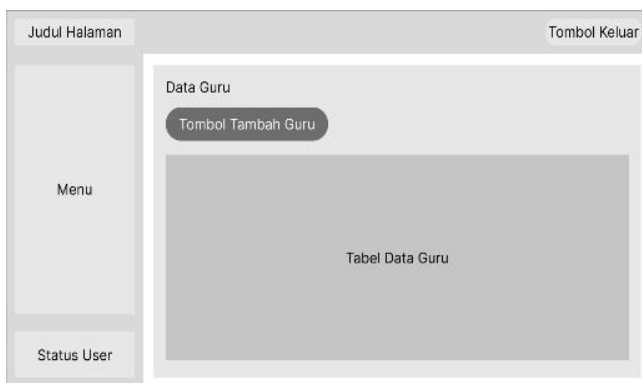 Judul Halaman
Tombol Keluar
Data Guru
Tombol Tambah Guru
Menu
Tabel Data Guru
Status User